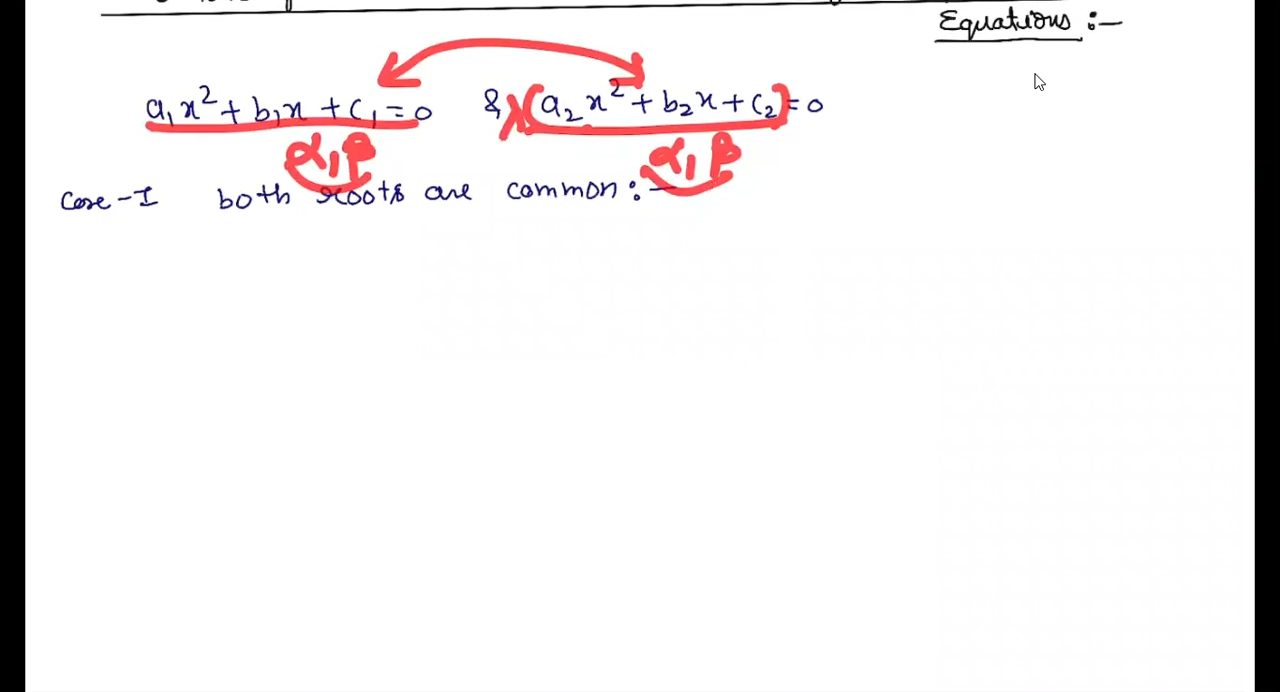 Equations :-
a₁x² + b₁x + c₁ = 0 & λ(a₂x² + b₂x + c₂) = 0
α, β α, β
Case-I both roots are common :-